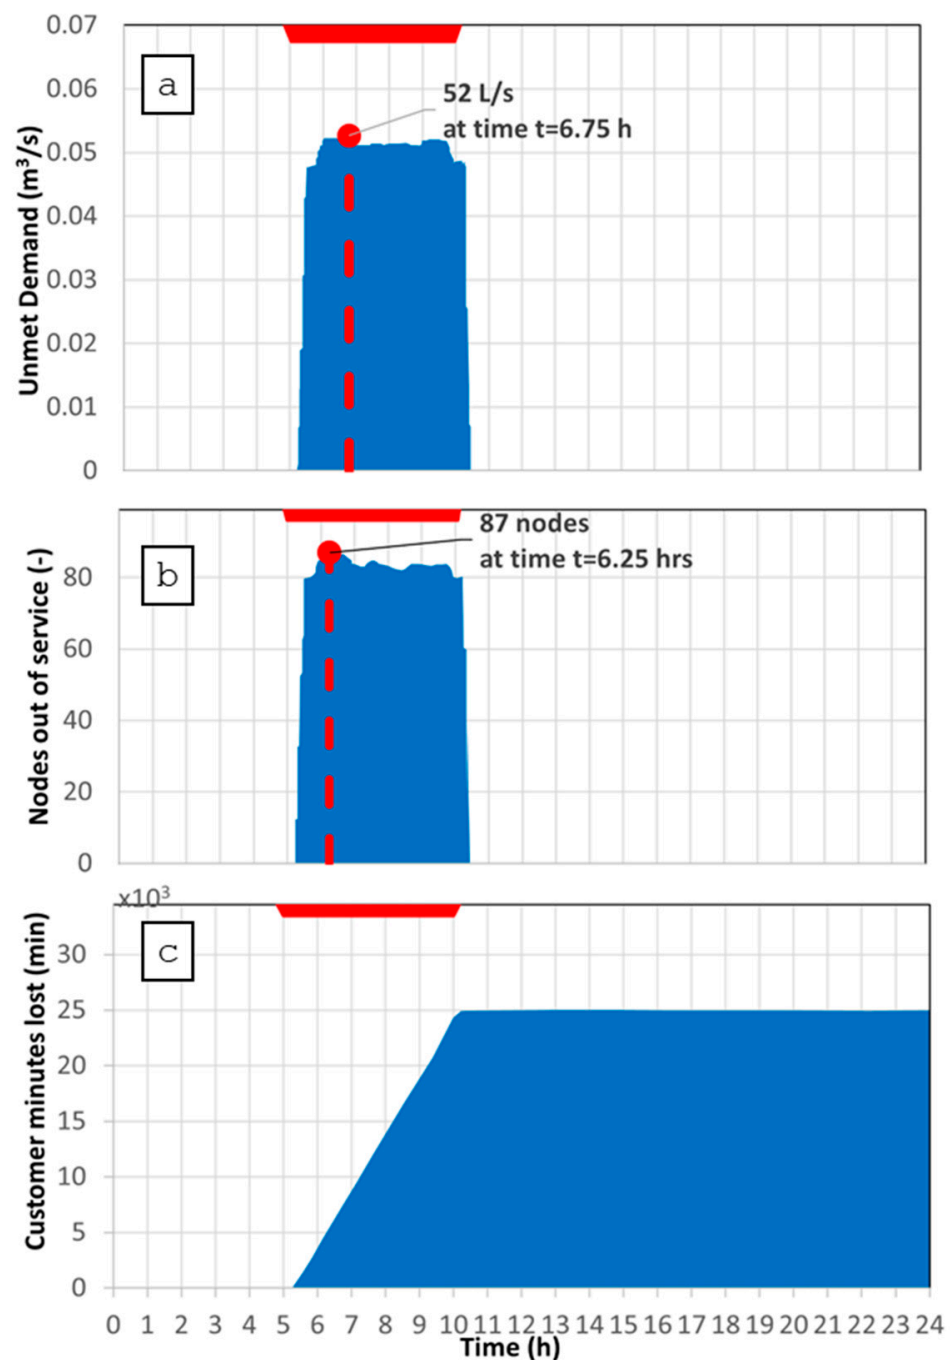 0.07
a
0.06
52 L/s
at time t=6.75 h
0.05
0.04
0.03
0.02
0.01
0
Unmet Demand (m³/s)
87 nodes
at time t=6.25 hrs
b
80
60
40
20
0
Nodes out of service (-)
x10³
c
30
25
20
15
10
5
0
Customer minutes lost (min)
0 1 2 3 4 5 6 7 8 9 10 11 12 13 14 15 16 17 18 19 20 21 22 23 24
Time (h)